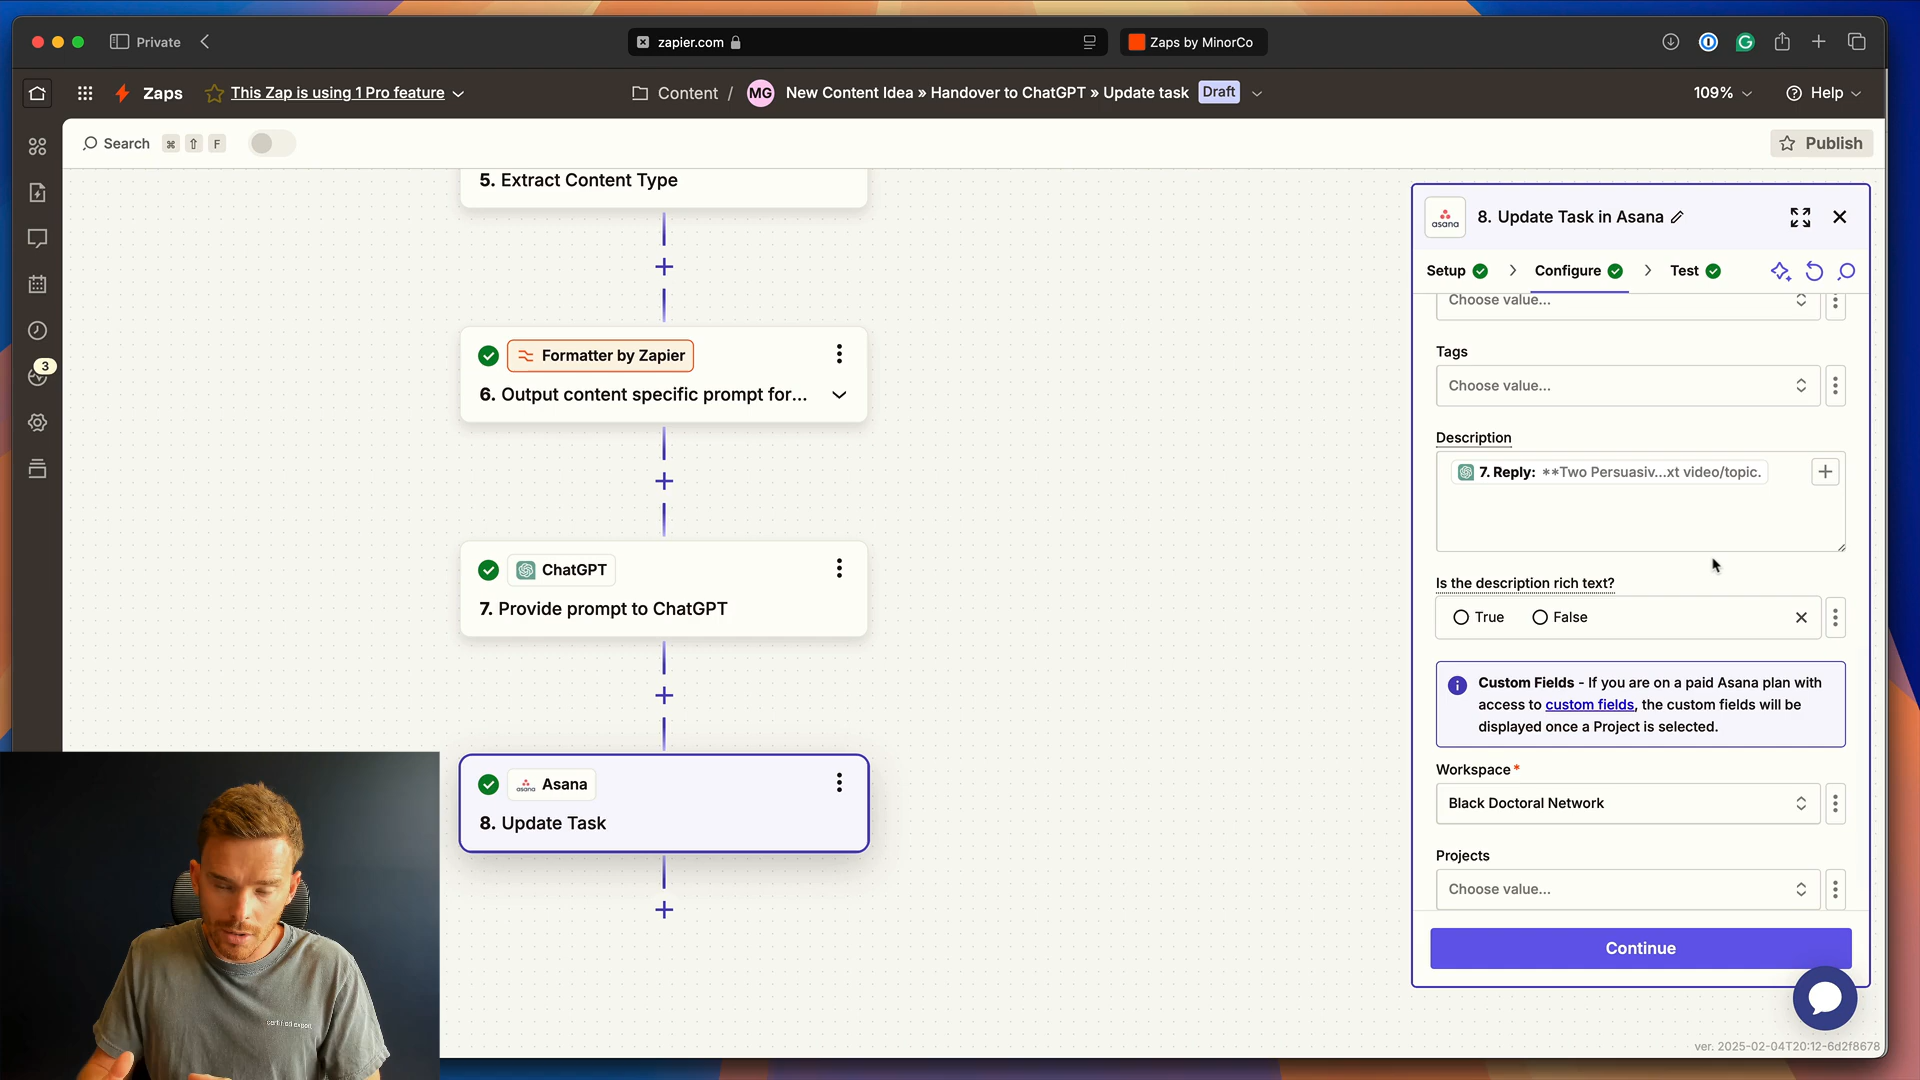 Private
zipier.com
Zaps by MinorCo
Zaps
This Zap is using 1 Pro feature
Content / MG New Content Idea » Handover to ChatGPT » Update task Draft
109%
Help
Search ⌘ ⇧ F
Publish
3
5. Extract Content Type
Formatter by Zapier
6. Output content specific prompt for...
ChatGPT
7. Provide prompt to ChatGPT
asana Asana
8. Update Task
asana
8. Update Task in Asana
Setup
Configure
Test
Choose value...
Tags
Choose value...
Description
7. Reply: **Two Persuasiv...xt video/topic.
Is the description rich text?
True
False
Custom Fields - If you are on a paid Asana plan with
access to custom fields, the custom fields will be
displayed once a Project is selected.
Workspace*
Black Doctoral Network
Projects
Choose value...
Continue
ver. 2025-02-04T20:12-6d2f8678
certified expert